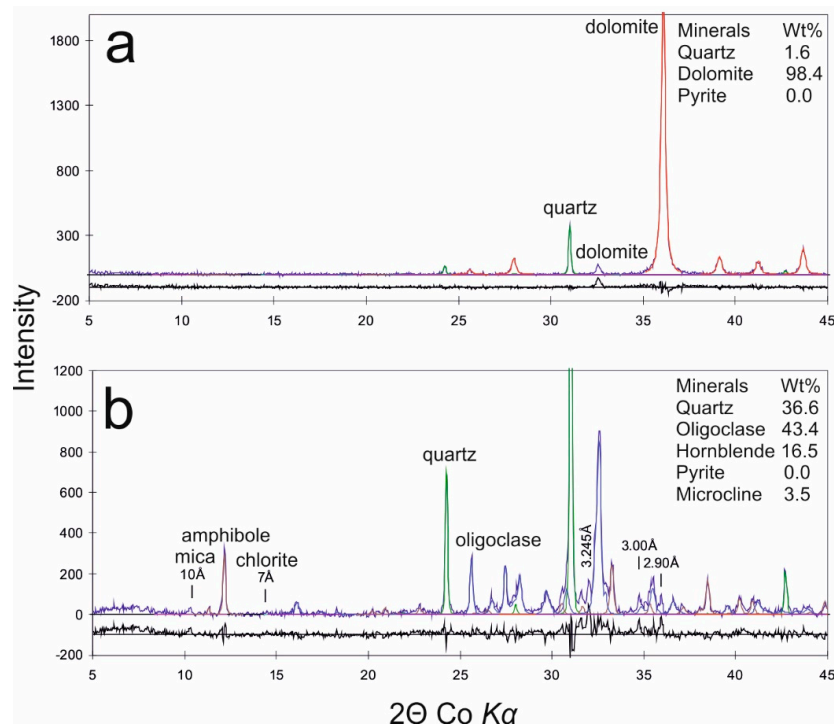 a
dolomite
Minerals Wt%
Quartz 1.6
Dolomite 98.4
Pyrite 0.0
1800
1300
800
300
-200
quartz
dolomite
5 10 15 20 25 30 35 40 45
Intensity
b
Minerals Wt%
Quartz 36.6
Oligoclase 43.4
Hornblende 16.5
Pyrite 0.0
Microcline 3.5
1200
1000
800
600
400
200
0
-200
quartz
amphibole
mica
10Å
chlorite
7Å
oligoclase
3.245Å
3.00Å
2.90Å
5 10 15 20 25 30 35 40 45
2Θ Co Kα